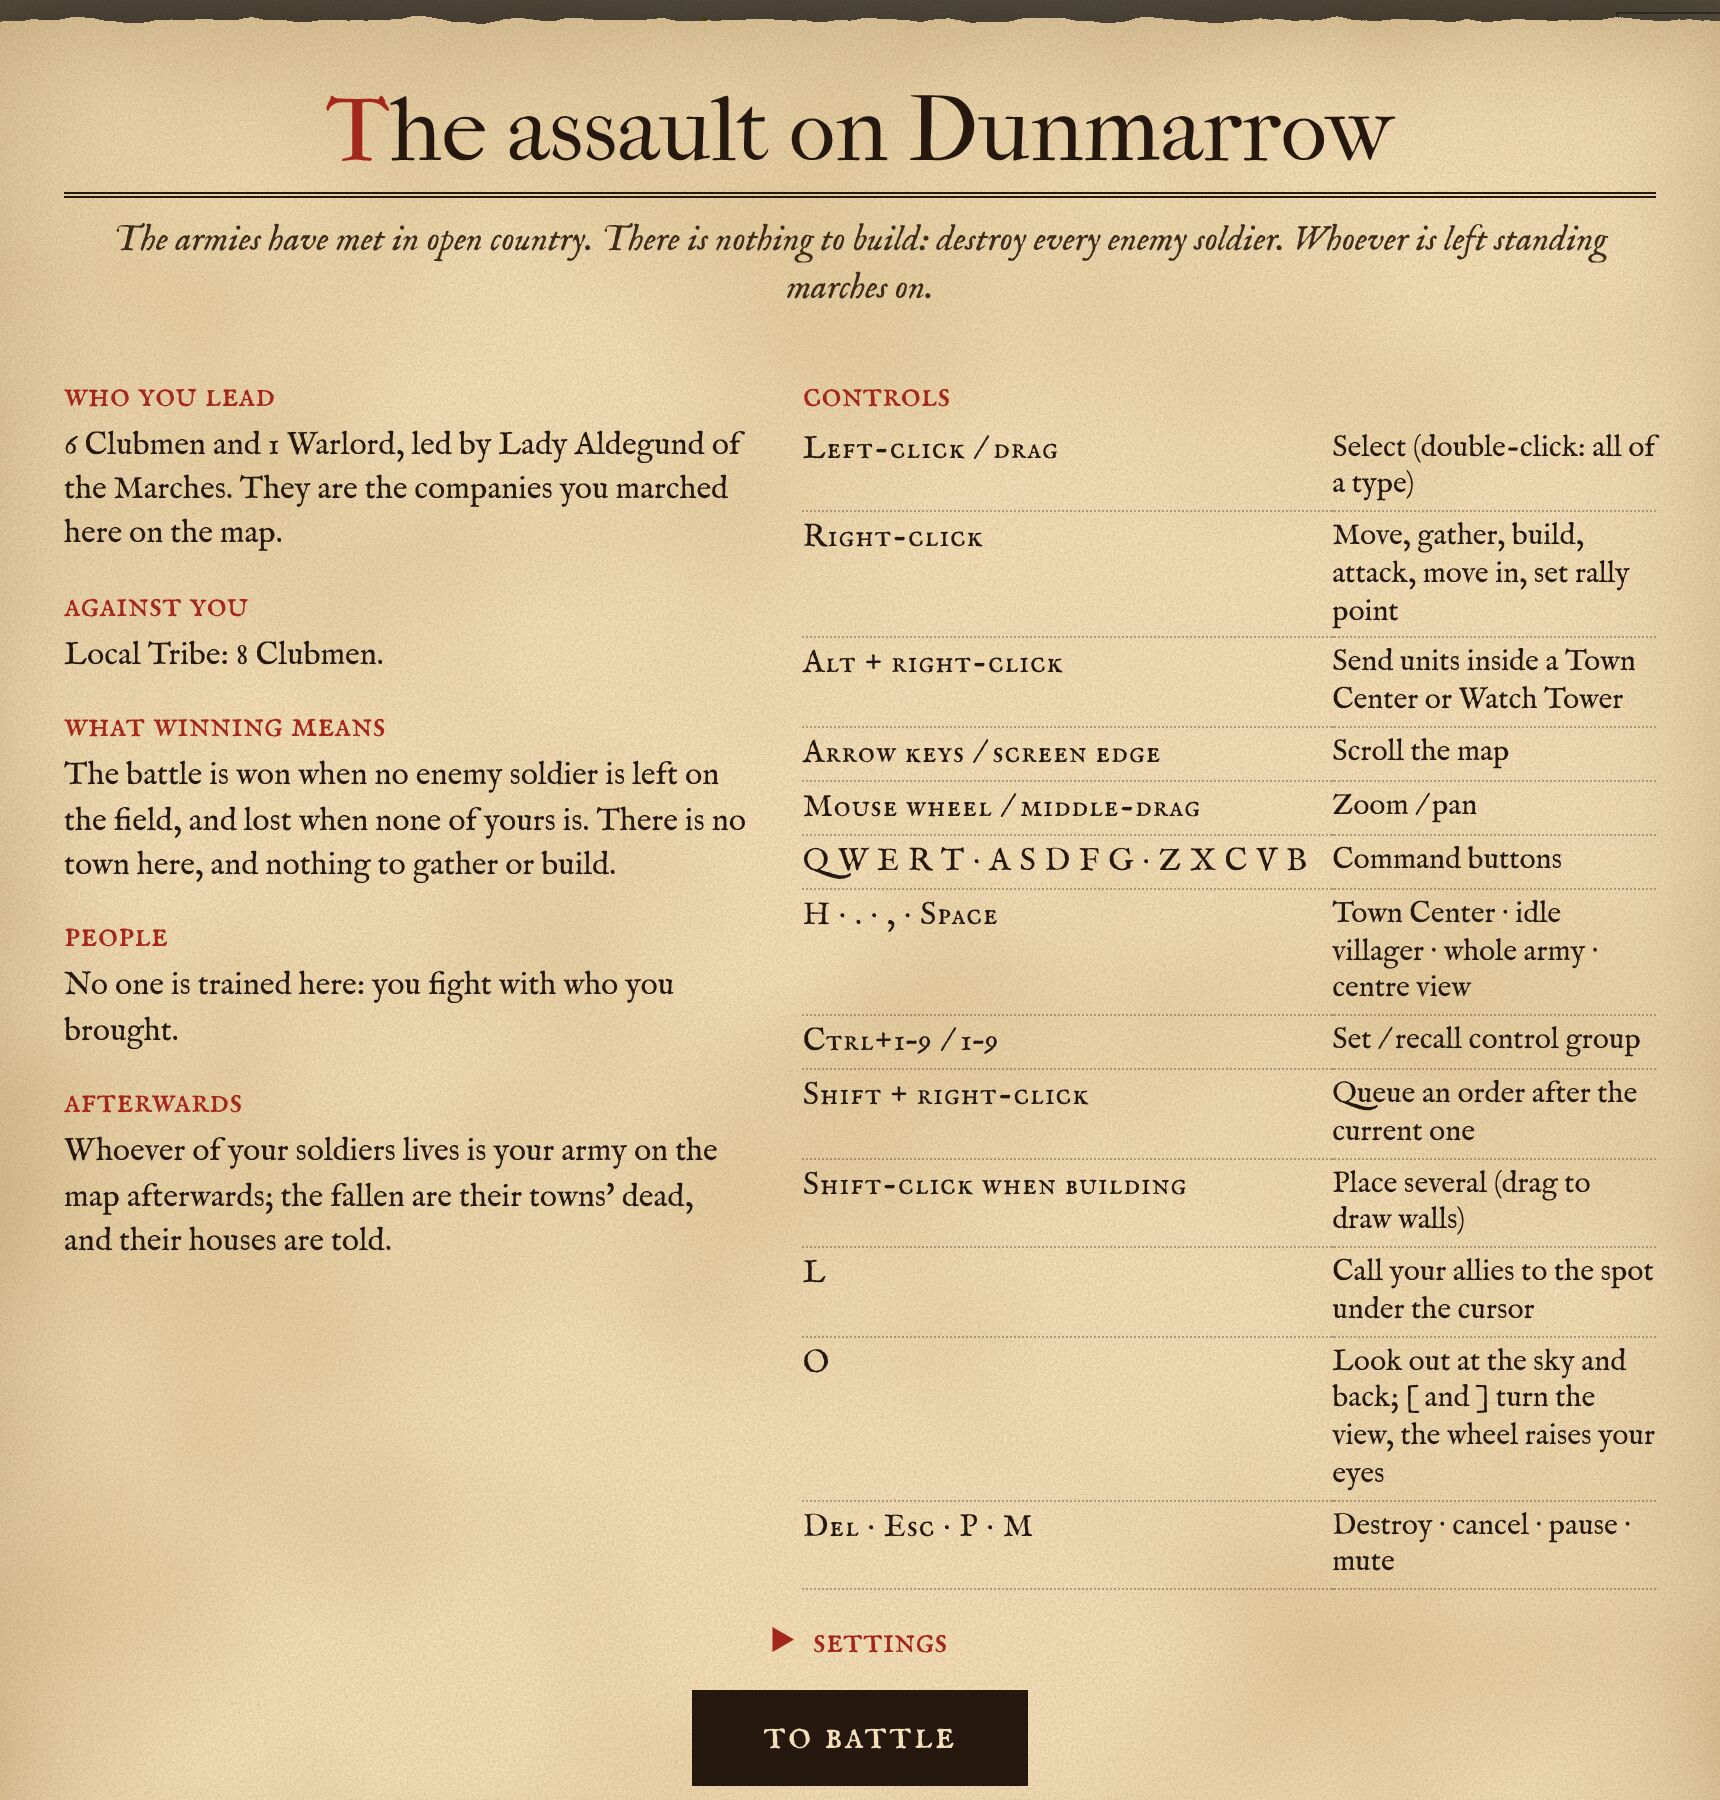 The assault on Dunmarrow
The armies have met in open country. There is nothing to build: destroy every enemy soldier. Whoever is left standing
marches on.
WHO YOU LEAD
6 Clubmen and 1 Warlord, led by Lady Aldegund of
the Marches. They are the companies you marched
here on the map.
AGAINST YOU
Local Tribe: 8 Clubmen.
WHAT WINNING MEANS
The battle is won when no enemy soldier is left on
the field, and lost when none of yours is. There is no
town here, and nothing to gather or build.
PEOPLE
No one is trained here: you fight with who you
brought.
AFTERWARDS
Whoever of your soldiers lives is your army on the
map afterwards; the fallen are their towns’ dead,
and their houses are told.
CONTROLS
Left-click / drag
Select (double-click: all of
a type)
Right-click
Move, gather, build,
attack, move in, set rally
point
Alt + right-click
Send units inside a Town
Center or Watch Tower
Arrow keys / screen edge
Scroll the map
Mouse wheel / middle-drag
Zoom / pan
Q W E R T · A S D F G · Z X C V B
Command buttons
H · . · , · Space
Town Center · idle
villager · whole army ·
centre view
Ctrl+1-9 / 1-9
Set / recall control group
Shift + right-click
Queue an order after the
current one
Shift-click when building
Place several (drag to
draw walls)
L
Call your allies to the spot
under the cursor
O
Look out at the sky and
back; [ and ] turn the
view, the wheel raises your
eyes
Del · Esc · P · M
Destroy · cancel · pause ·
mute
▶ SETTINGS
TO BATTLE